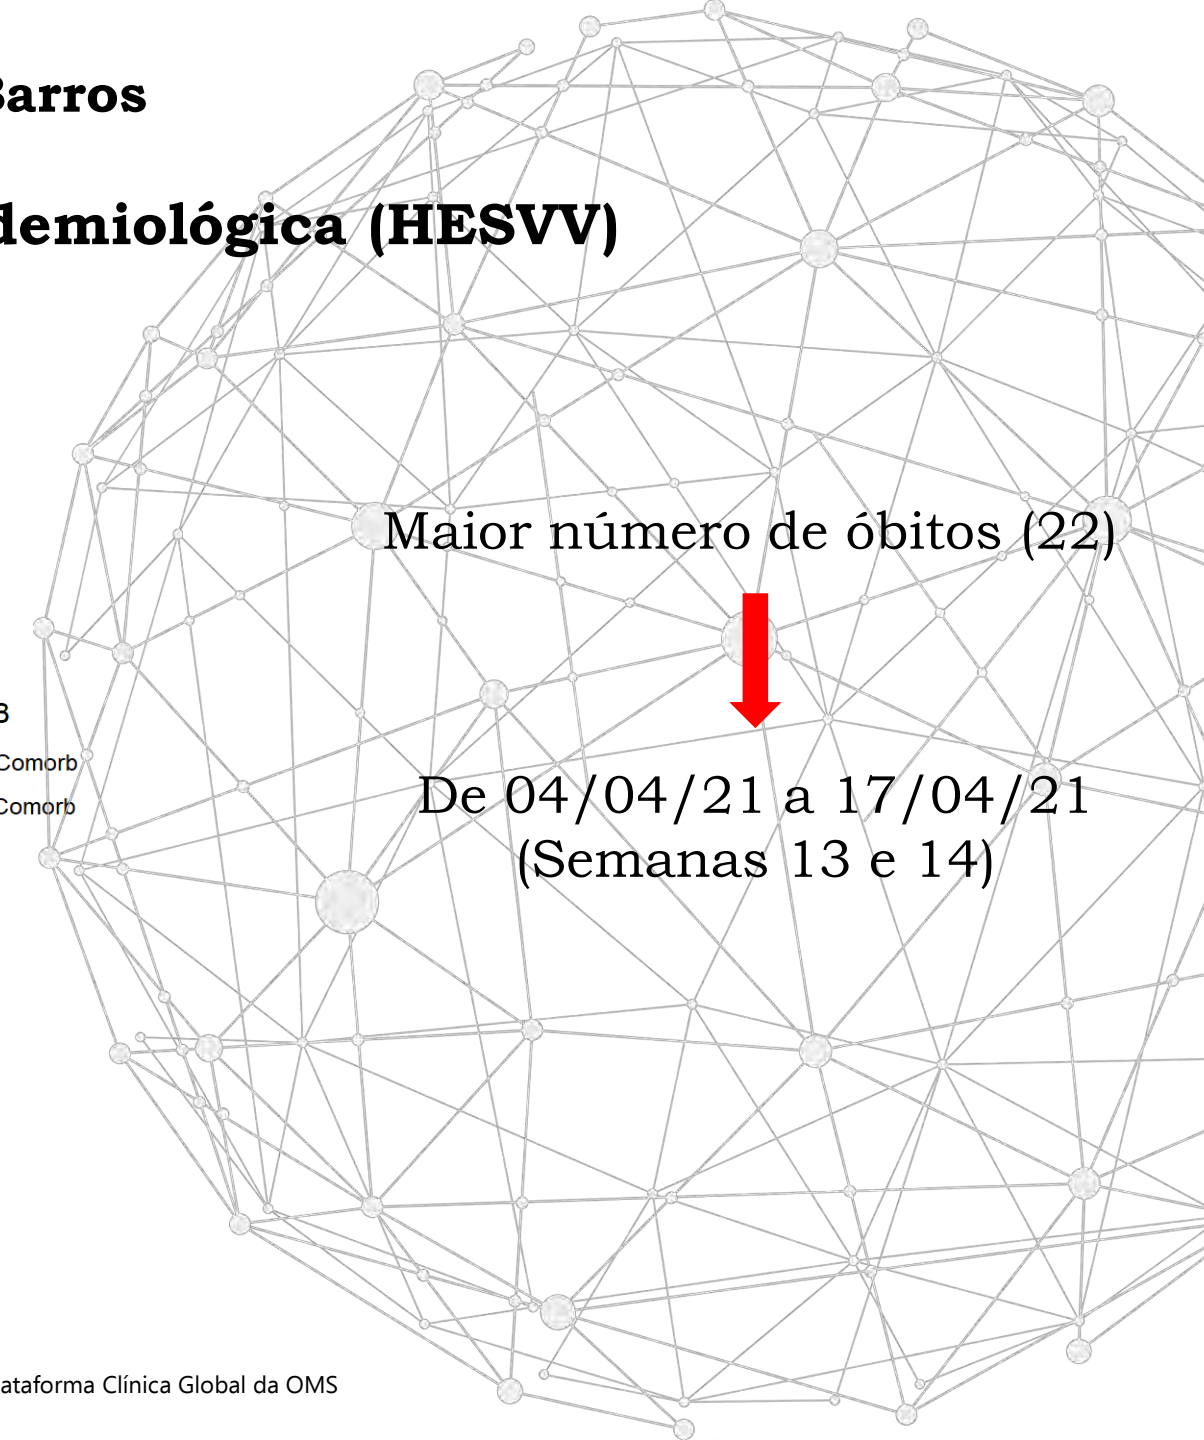 Barros
demiológica (HESVV)
Maior número de óbitos (22)
3
Comorb
Comorb
De 04/04/21 a 17/04/21
(Semanas 13 e 14)
ataforma Clínica Global da OMS